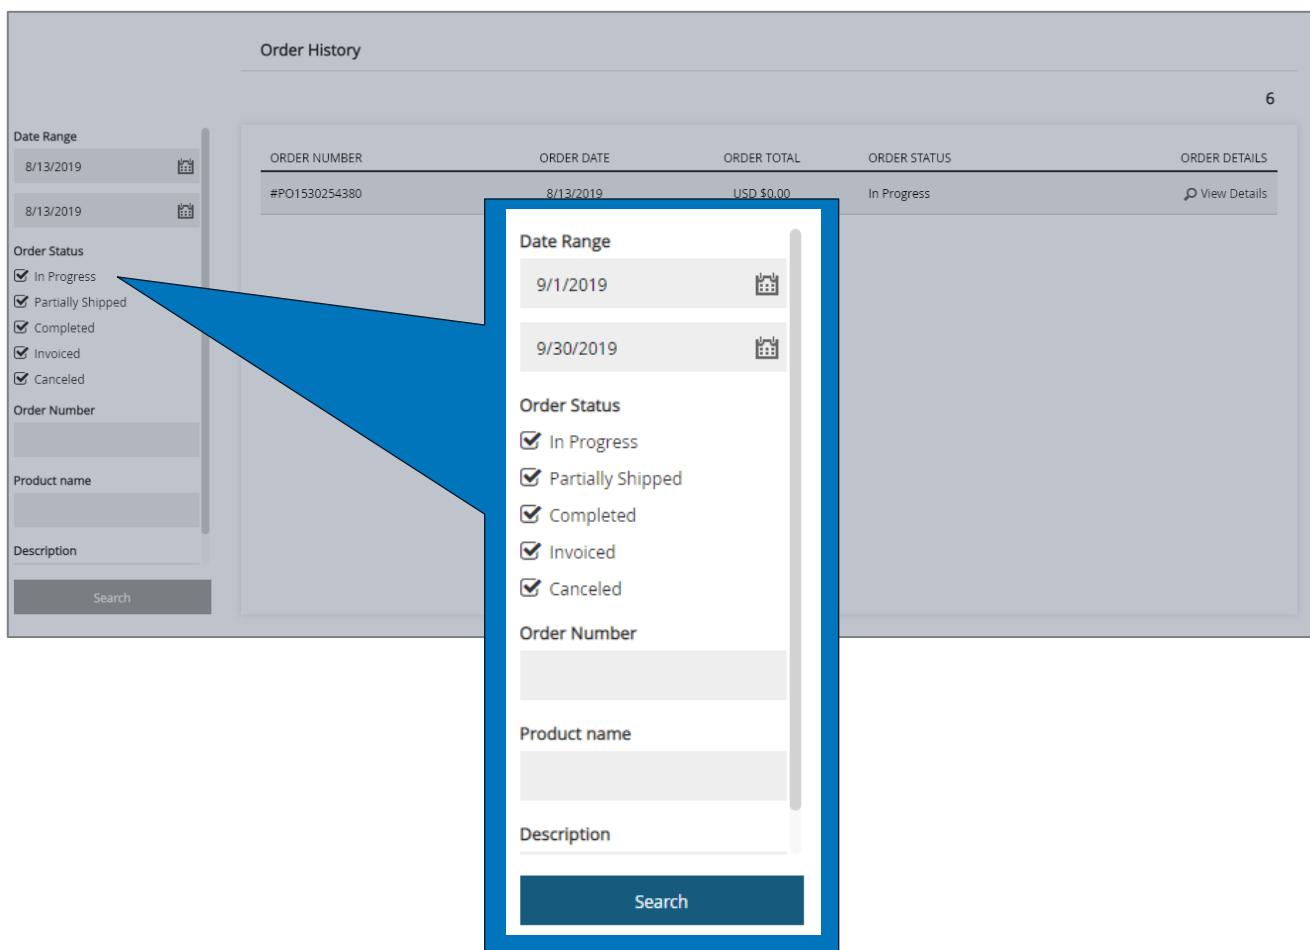 Order History
6
Date Range
8/13/2019
8/13/2019
Order Status
In Progress
Partially Shipped
Completed
Invoiced
Canceled
Order Number
Product name
Description
Search
ORDER NUMBER ORDER DATE ORDER TOTAL ORDER STATUS ORDER DETAILS
#PO1530254380 8/13/2019 USD $0.00 In Progress View Details
Date Range
9/1/2019
9/30/2019
Order Status
In Progress
Partially Shipped
Completed
Invoiced
Canceled
Order Number
Product name
Description
Search